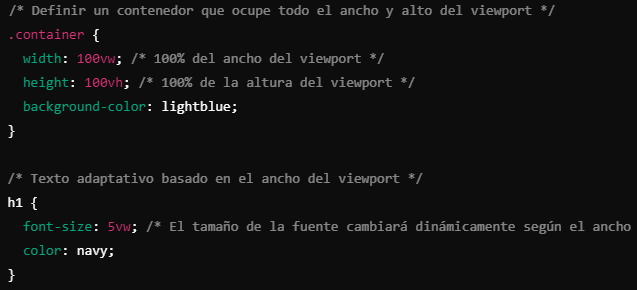 /* Definir un contenedor que ocupe todo el ancho y alto del viewport */
.container {
width: 100vw; /* 100% del ancho del viewport */
height: 100vh; /* 100% de la altura del viewport */
background-color: lightblue;
}
/* Texto adaptativo basado en el ancho del viewport */
h1 {
font-size: 5vw; /* El tamaño de la fuente cambiará dinámicamente según el ancho
color: navy;
}